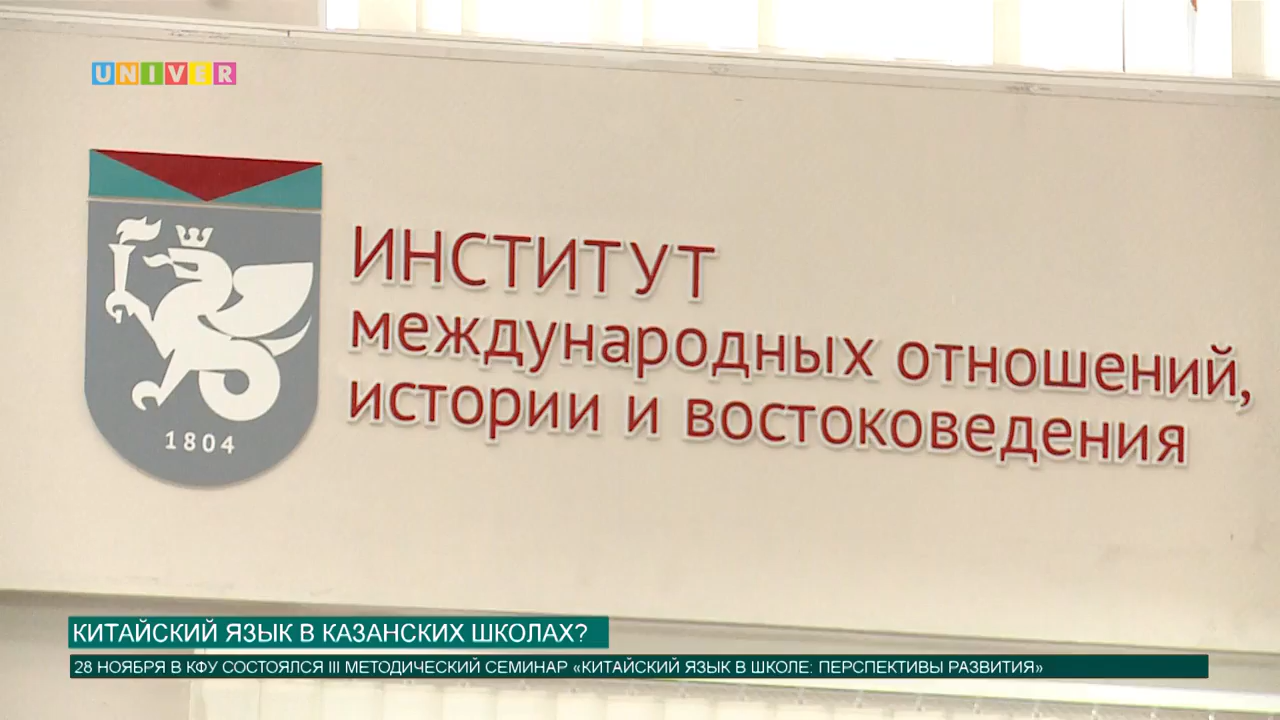 UNIVER
ИНСТИТУТ
международных отношений,
истории и востоковедения
1804
КИТАЙСКИЙ ЯЗЫК В КАЗАНСКИХ ШКОЛАХ?
28 НОЯБРЯ В КФУ СОСТОЯЛСЯ III МЕТОДИЧЕСКИЙ СЕМИНАР «КИТАЙСКИЙ ЯЗЫК В ШКОЛЕ: ПЕРСПЕКТИВЫ РАЗВИТИЯ»